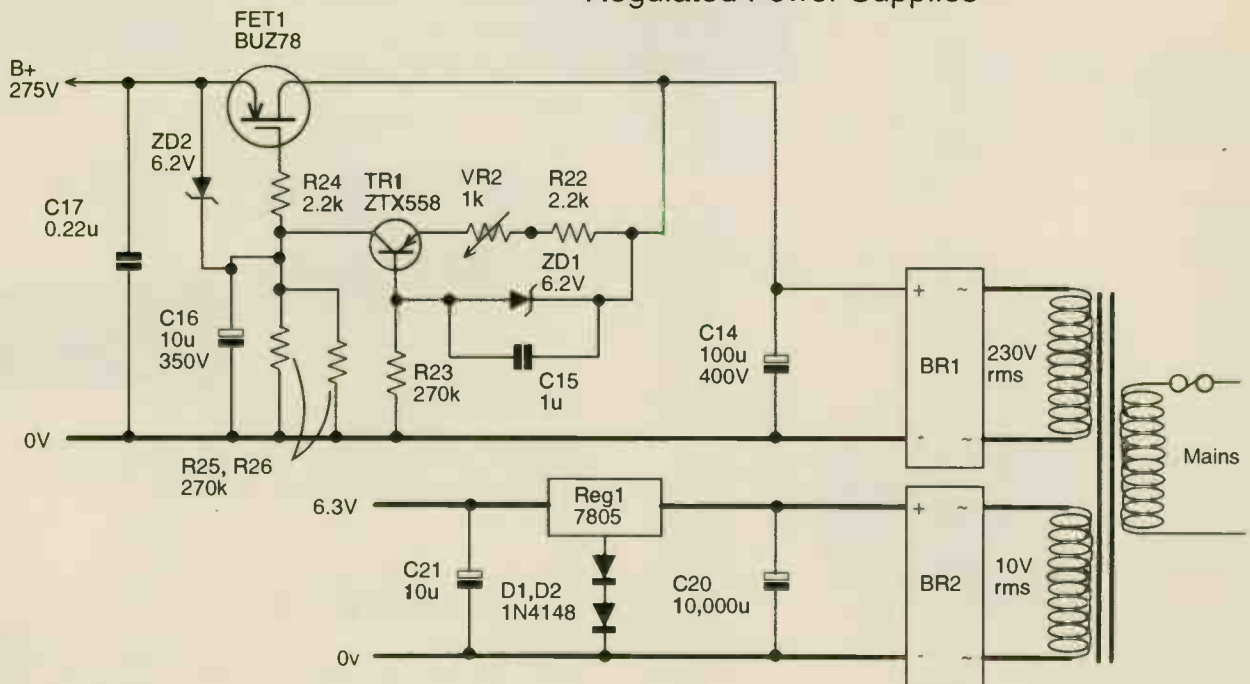 Regulated Power Supplies
FET1
BUZ78
B+
275V
ZD2
6.2V
R24
2.2k
TR1
ZTX558
VR2
1k
R22
2.2k
C17
0.22u
ZD1
6.2V
C16
10u
350V
R23
270k
C15
1u
C14
100u
400V
+ ~
BR1
- ~
230V
rms
Mains
0V
R25, R26
270k
6.3V
Reg1
7805
C21
10u
D1,D2
1N4148
C20
10,000u
+ ~
BR2
- ~
10V
rms
0v